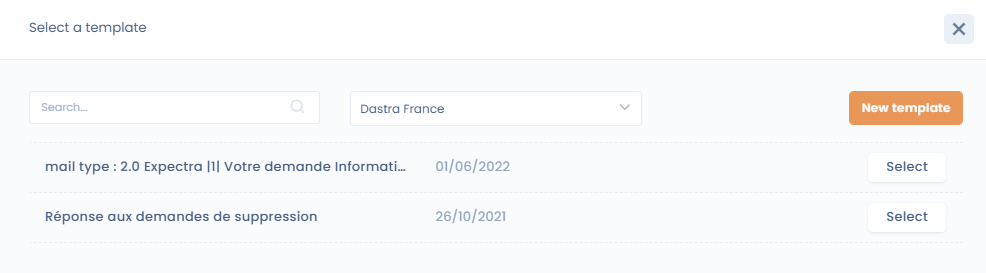 Select a template
Search...
Dastra France
New template
mail type : 2.0 Expectra |1| Votre demande Informati...
01/06/2022
Select
Réponse aux demandes de suppression
26/10/2021
Select